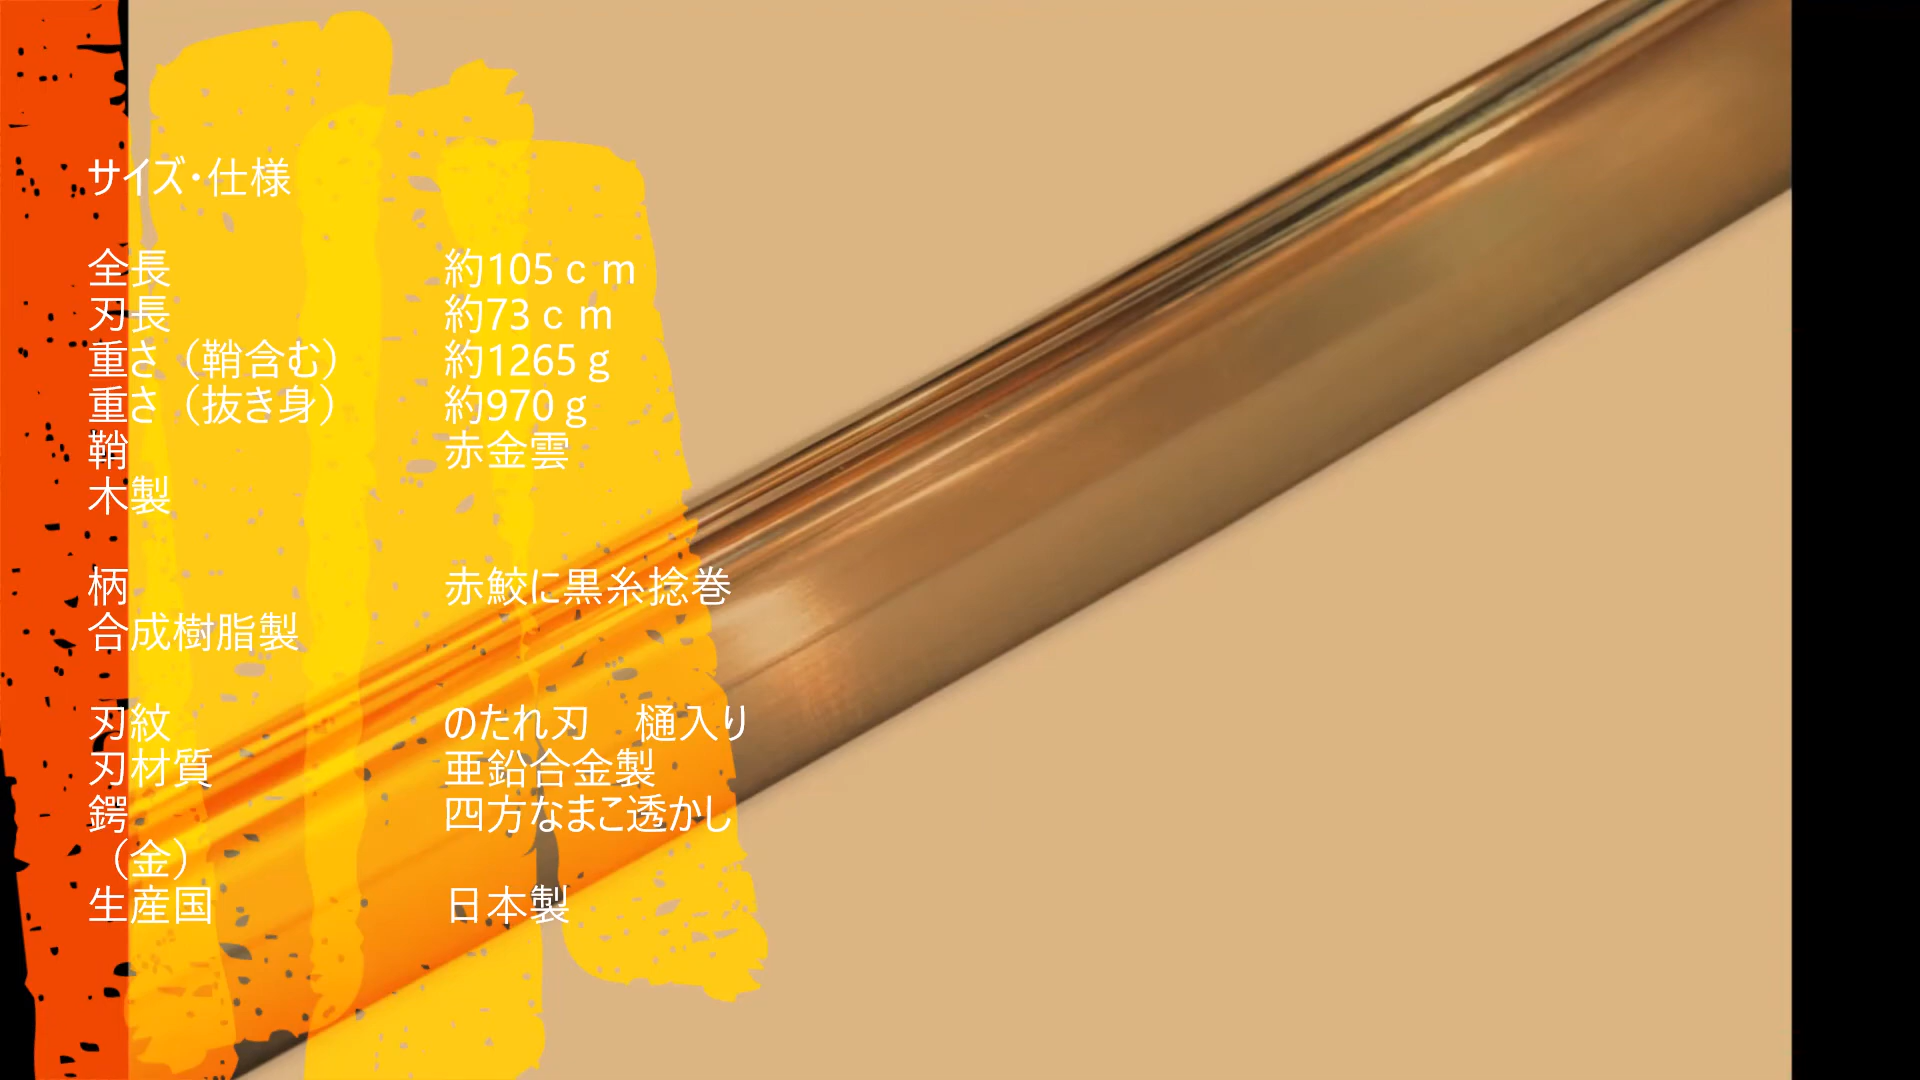 サイズ・仕様
全長 約105ｃｍ
刃長 約73ｃｍ
重さ（鞘含む） 約1265ｇ
重さ（抜き身） 約970ｇ
鞘 赤金雲
木製
柄 赤鮫に黒糸捻巻
合成樹脂製
刃紋 のたれ刃　樋入り
刃材質 亜鉛合金製
鍔 四方なまこ透かし
（金）
生産国 日本製